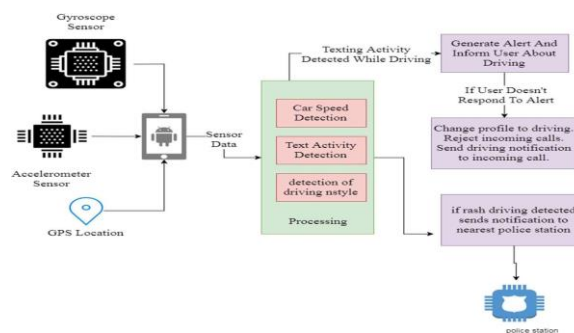 Gyroscope
Sensor
Accelerometer
Sensor
GPS Location
Sensor
Data
Texting Activity
Detected While Driving
Car Speed
Detection
Text Activity
Detection
detection of
driving nstyle
Processing
Generate Alert And
Inform User About
Driving
If User Doesn't
Respond To Alert
Change profile to driving.
Reject incoming calls.
Send driving notification
to incoming call.
if rash driving detected
sends notification to
nearest police station
police station